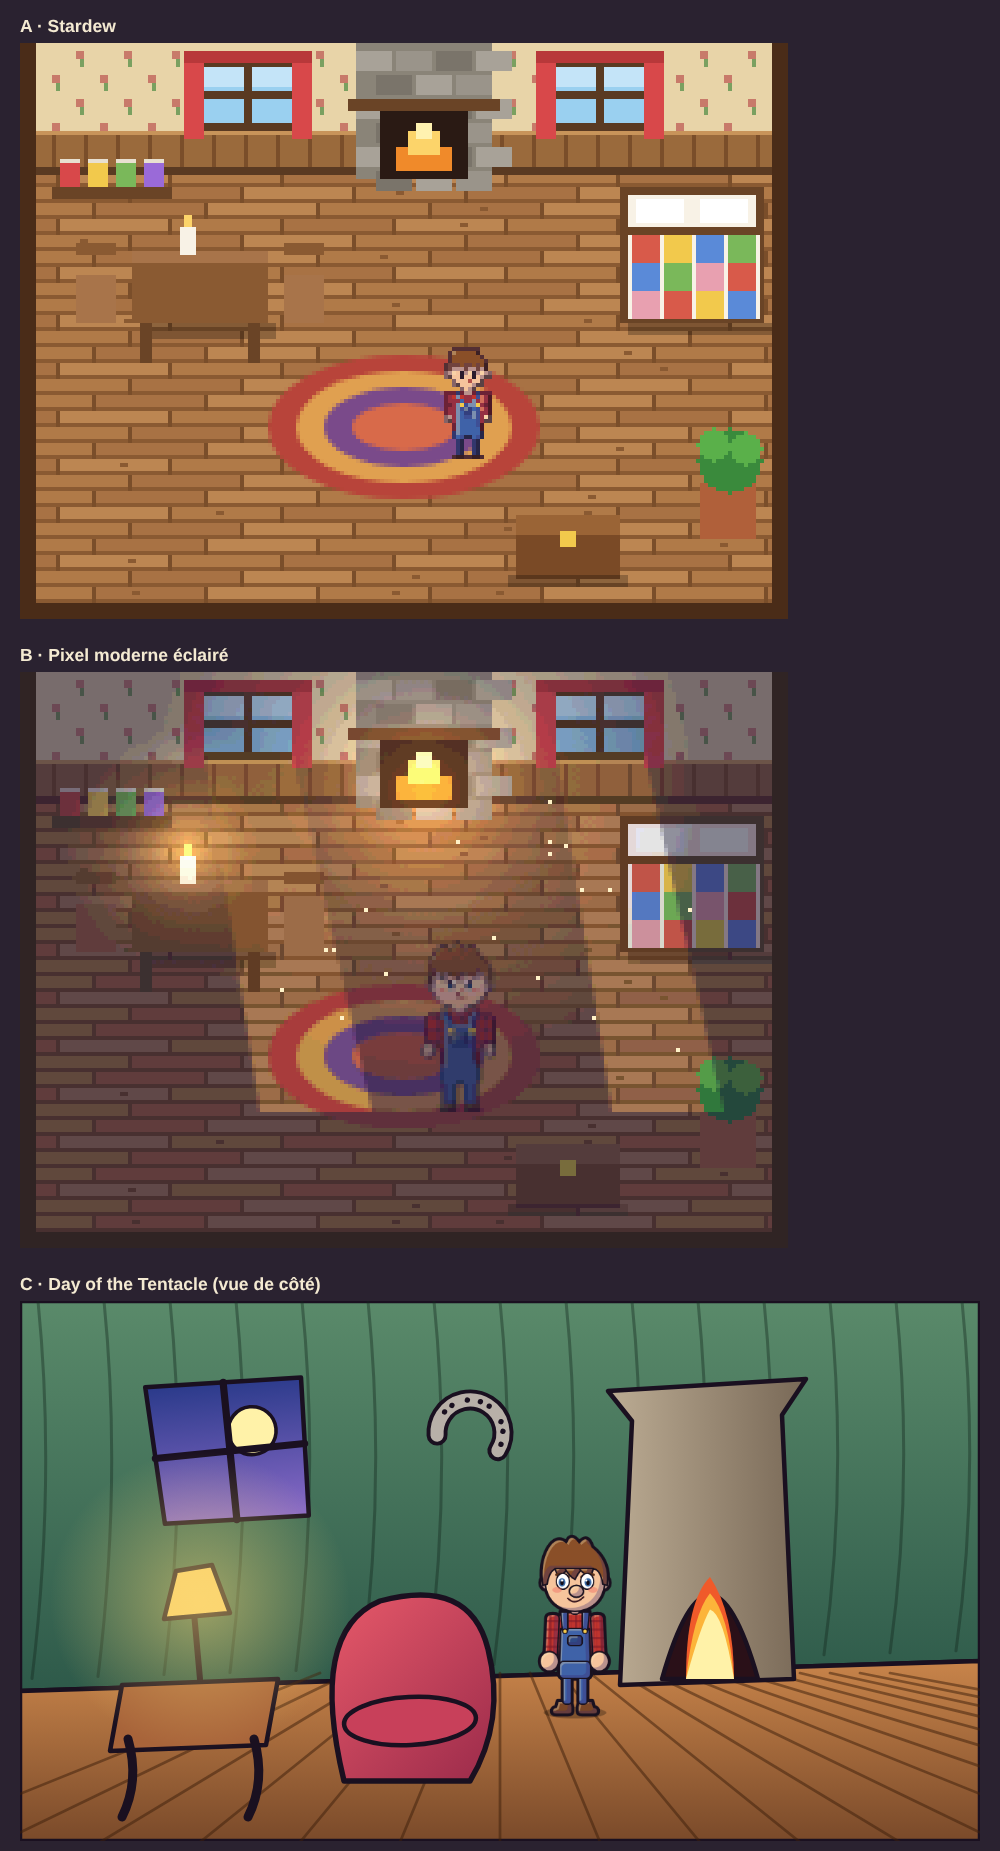 A · Stardew
B · Pixel moderne éclairé
C · Day of the Tentacle (vue de côté)